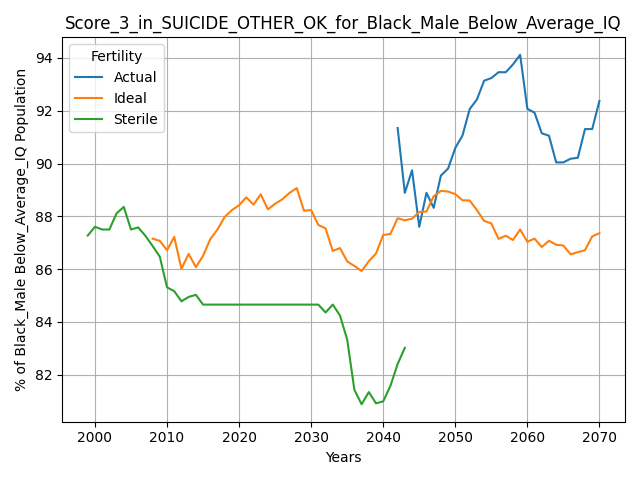 Score_3_in_SUICIDE_OTHER_OK_for_Black_Male_Below_Average_IQ
Fertility
Actual
Ideal
Sterile
% of Black_Male Below_Average_IQ Population
94
92
90
88
86
84
82
2000 2010 2020 2030 2040 2050 2060 2070
Years